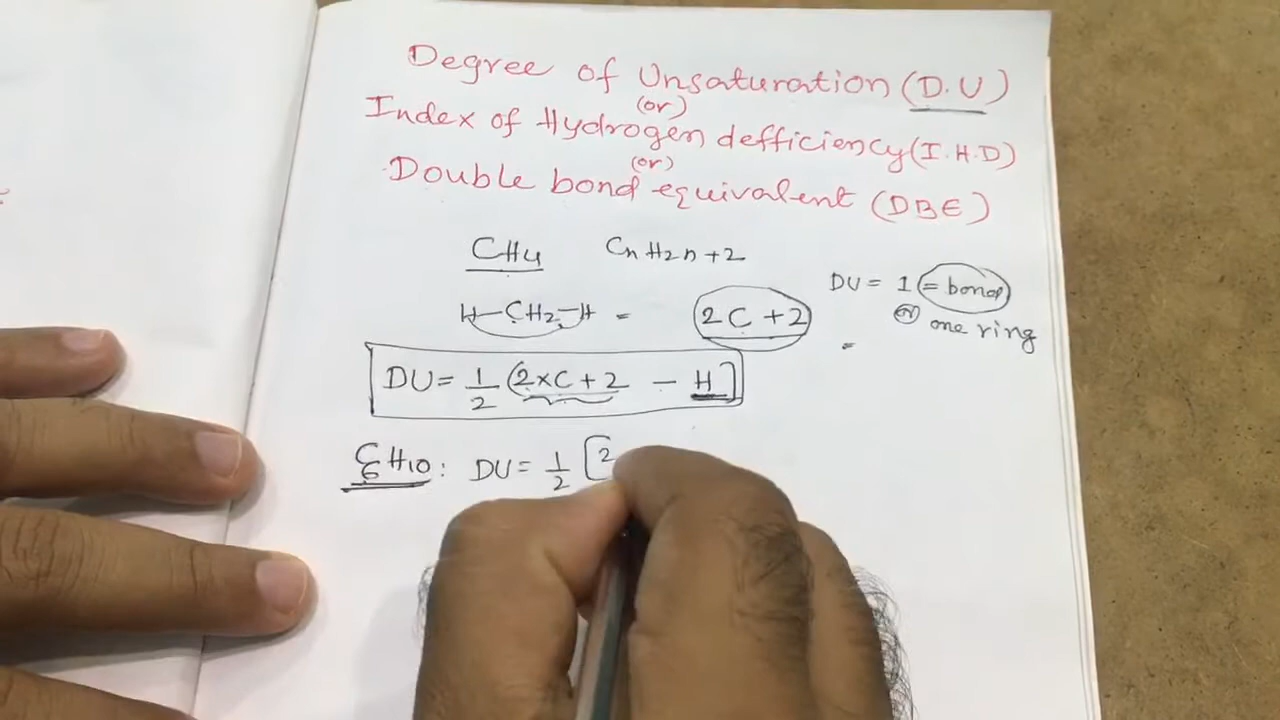 Degree of Unsaturation (D.U)
(or)
Index of Hydrogen defficiency (I.H.D)
(or)
Double bond equivalent (DBE)
CH4 CnH2n+2
DU = 1 (= bond)
H-CH2-H = 2C+2
(or) one ring
=
DU = 1/2 (2xC+2 - H]
C6H10 : DU = 1/2 [2